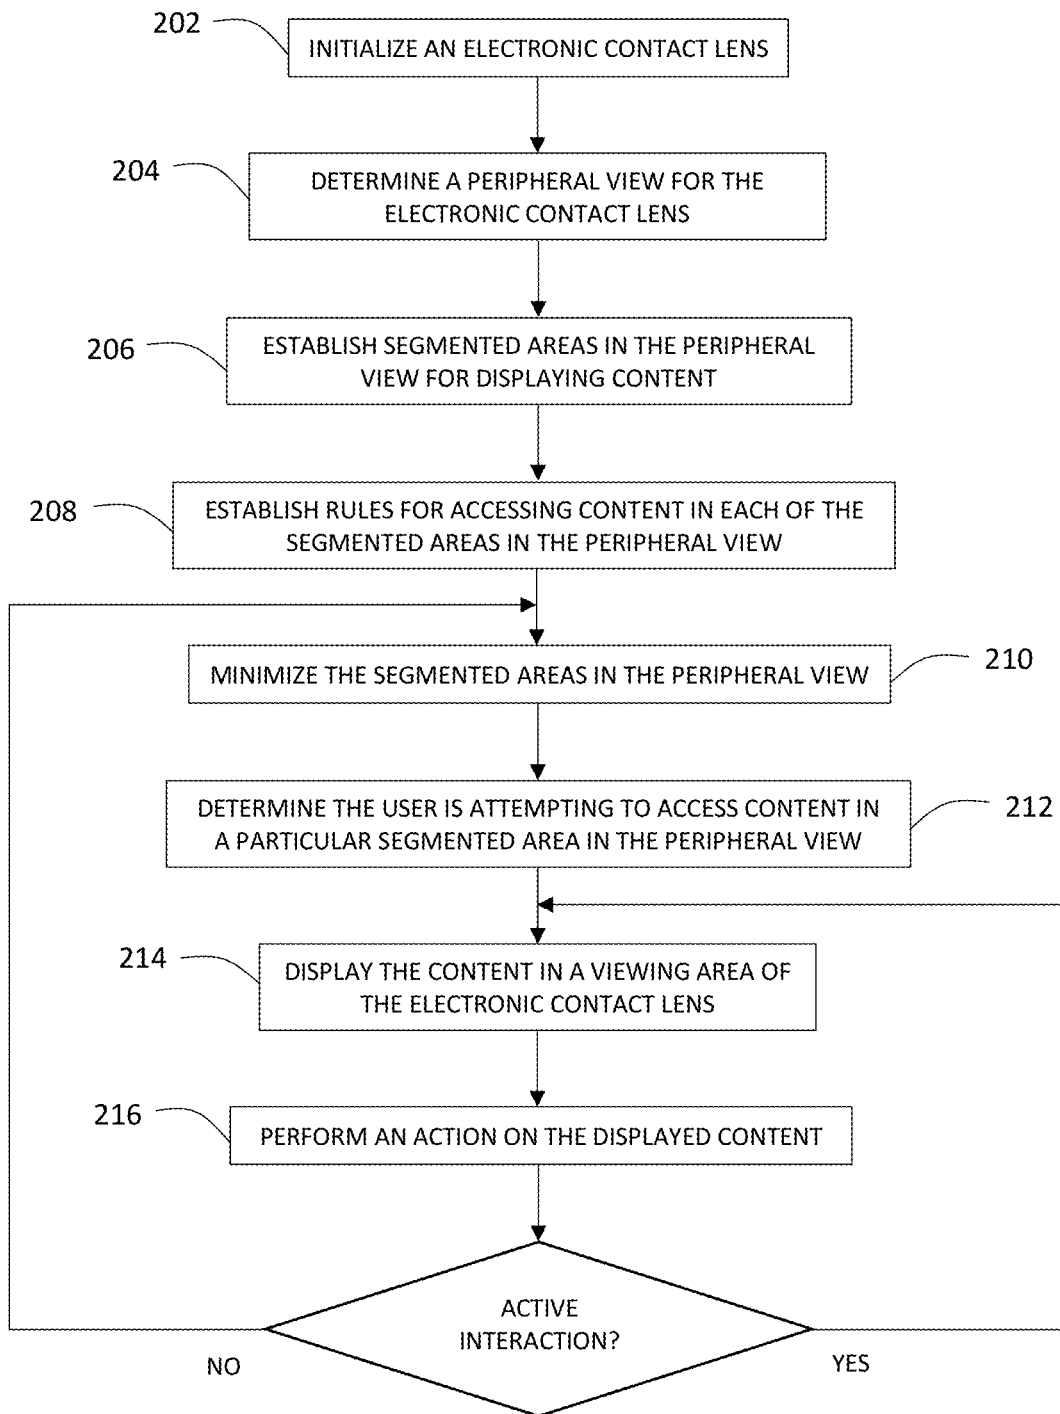 202
INITIALIZE AN ELECTRONIC CONTACT LENS
204
DETERMINE A PERIPHERAL VIEW FOR THE
ELECTRONIC CONTACT LENS
206
ESTABLISH SEGMENTED AREAS IN THE PERIPHERAL
VIEW FOR DISPLAYING CONTENT
208
ESTABLISH RULES FOR ACCESSING CONTENT IN EACH OF THE
SEGMENTED AREAS IN THE PERIPHERAL VIEW
MINIMIZE THE SEGMENTED AREAS IN THE PERIPHERAL VIEW
210
DETERMINE THE USER IS ATTEMPTING TO ACCESS CONTENT IN
A PARTICULAR SEGMENTED AREA IN THE PERIPHERAL VIEW
212
214
DISPLAY THE CONTENT IN A VIEWING AREA OF
THE ELECTRONIC CONTACT LENS
216
PERFORM AN ACTION ON THE DISPLAYED CONTENT
ACTIVE
INTERACTION?
NO
YES